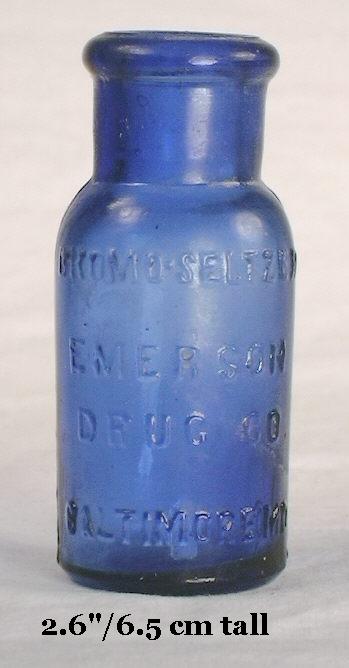 BROMO-SELTZER
EMERSON
DRUG CO.
BALTIMORE MD.
2.6"/6.5 cm tall